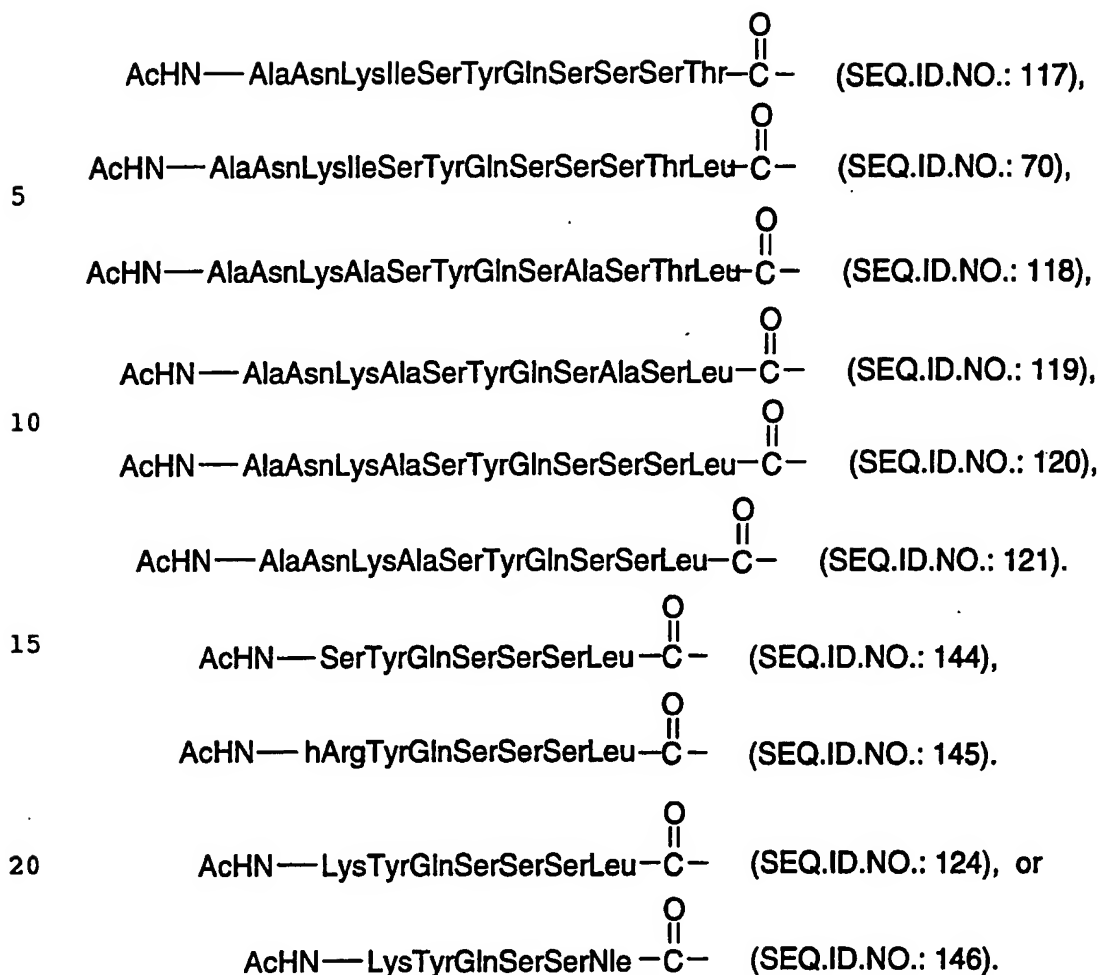 O
||
AcHN—AlaAsnLysIleSerTyrGlnSerSerSerThr–C– (SEQ.ID.NO.: 117),
O
||
AcHN—AlaAsnLysIleSerTyrGlnSerSerSerThrLeu–C– (SEQ.ID.NO.: 70),
5
O
||
AcHN—AlaAsnLysAlaSerTyrGlnSerAlaSerThrLeu–C– (SEQ.ID.NO.: 118),
O
||
AcHN—AlaAsnLysAlaSerTyrGlnSerAlaSerLeu–C– (SEQ.ID.NO.: 119),
O
10
||
AcHN—AlaAsnLysAlaSerTyrGlnSerSerSerLeu–C– (SEQ.ID.NO.: 120),
O
||
AcHN—AlaAsnLysAlaSerTyrGlnSerSerLeu–C– (SEQ.ID.NO.: 121).
O
||
15 AcHN—SerTyrGlnSerSerSerLeu–C– (SEQ.ID.NO.: 144),
O
||
AcHN—hArgTyrGlnSerSerSerLeu–C– (SEQ.ID.NO.: 145).
O
||
20 AcHN—LysTyrGlnSerSerSerLeu–C– (SEQ.ID.NO.: 124), or
O
||
AcHN—LysTyrGlnSerSerNle–C– (SEQ.ID.NO.: 146).